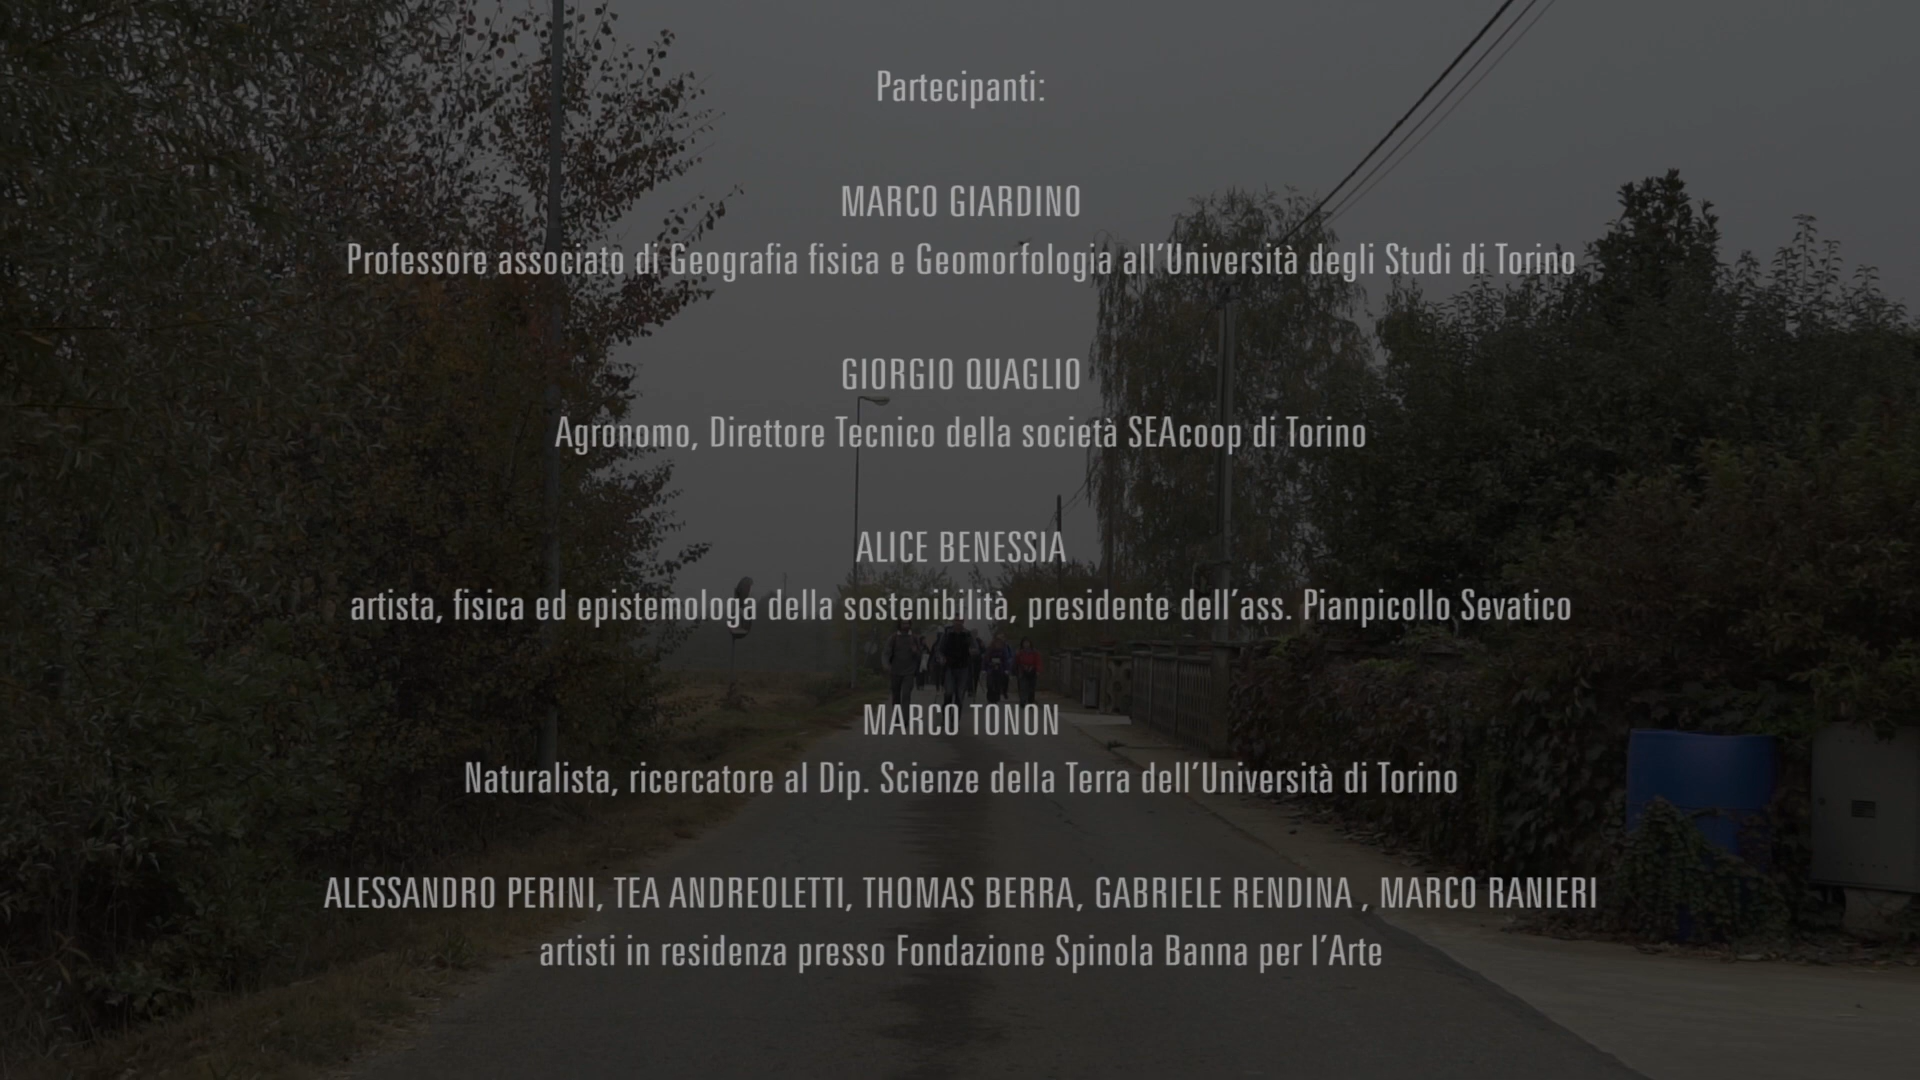 Partecipanti:
MARCO GIARDINO
Professore associato di Geografia fisica e Geomorfologia all'Università degli Studi di Torino
GIORGIO QUAGLIO
Agronomo, Direttore Tecnico della società SEAcoop di Torino
ALICE BENESSIA
artista, fisica ed epistemologa della sostenibilità, presidente dell'ass. Pianpicollo Sevatico
MARCO TONON
Naturalista, ricercatore al Dip. Scienze della Terra dell'Università di Torino
ALESSANDRO PERINI, TEA ANDREOLETTI, THOMAS BERRA, GABRIELE RENDINA , MARCO RANIERI
artisti in residenza presso Fondazione Spinola Banna per l'Arte